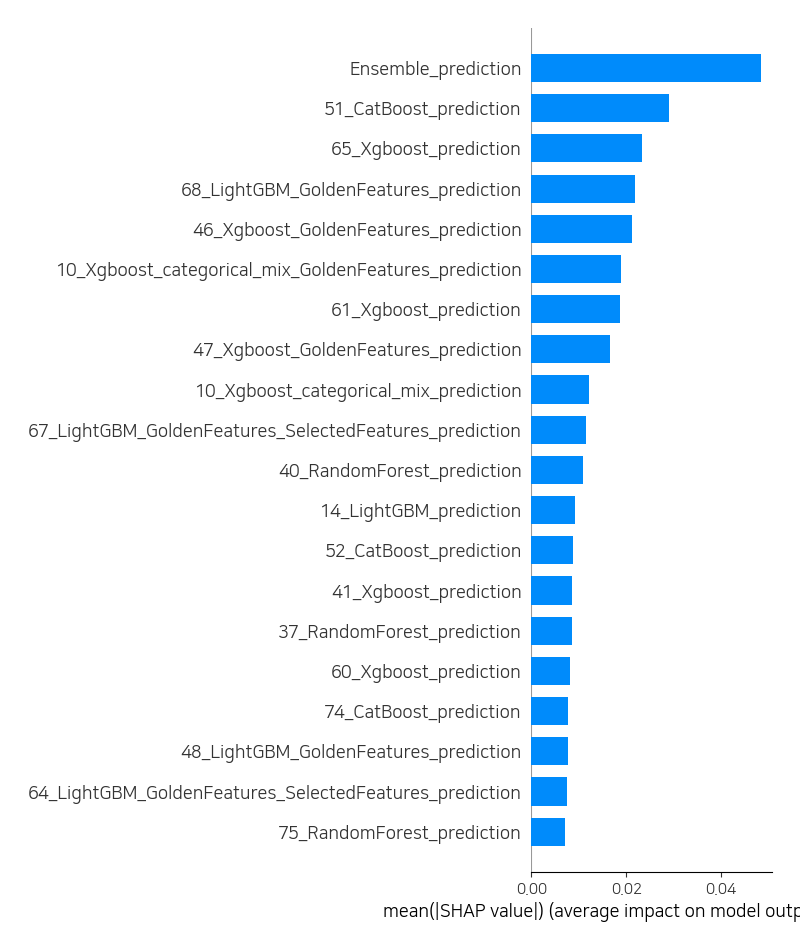 Ensemble_prediction
51_CatBoost_prediction
65_Xgboost_prediction
68_LightGBM_GoldenFeatures_prediction
46_Xgboost_GoldenFeatures_prediction
10_Xgboost_categorical_mix_GoldenFeatures_prediction
61_Xgboost_prediction
47_Xgboost_GoldenFeatures_prediction
10_Xgboost_categorical_mix_prediction
67_LightGBM_GoldenFeatures_SelectedFeatures_prediction
40_RandomForest_prediction
14_LightGBM_prediction
52_CatBoost_prediction
41_Xgboost_prediction
37_RandomForest_prediction
60_Xgboost_prediction
74_CatBoost_prediction
48_LightGBM_GoldenFeatures_prediction
64_LightGBM_GoldenFeatures_SelectedFeatures_prediction
75_RandomForest_prediction
0.00 0.02 0.04
mean(|SHAP value|) (average impact on model outp